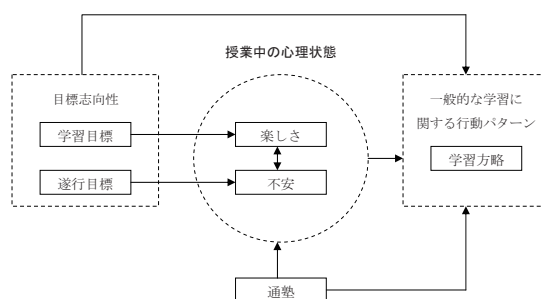 授業中の心理状態
目標志向性
学習目標
遂行目標
楽しさ
不安
一般的な学習に
関する行動パターン
学習方略
通塾